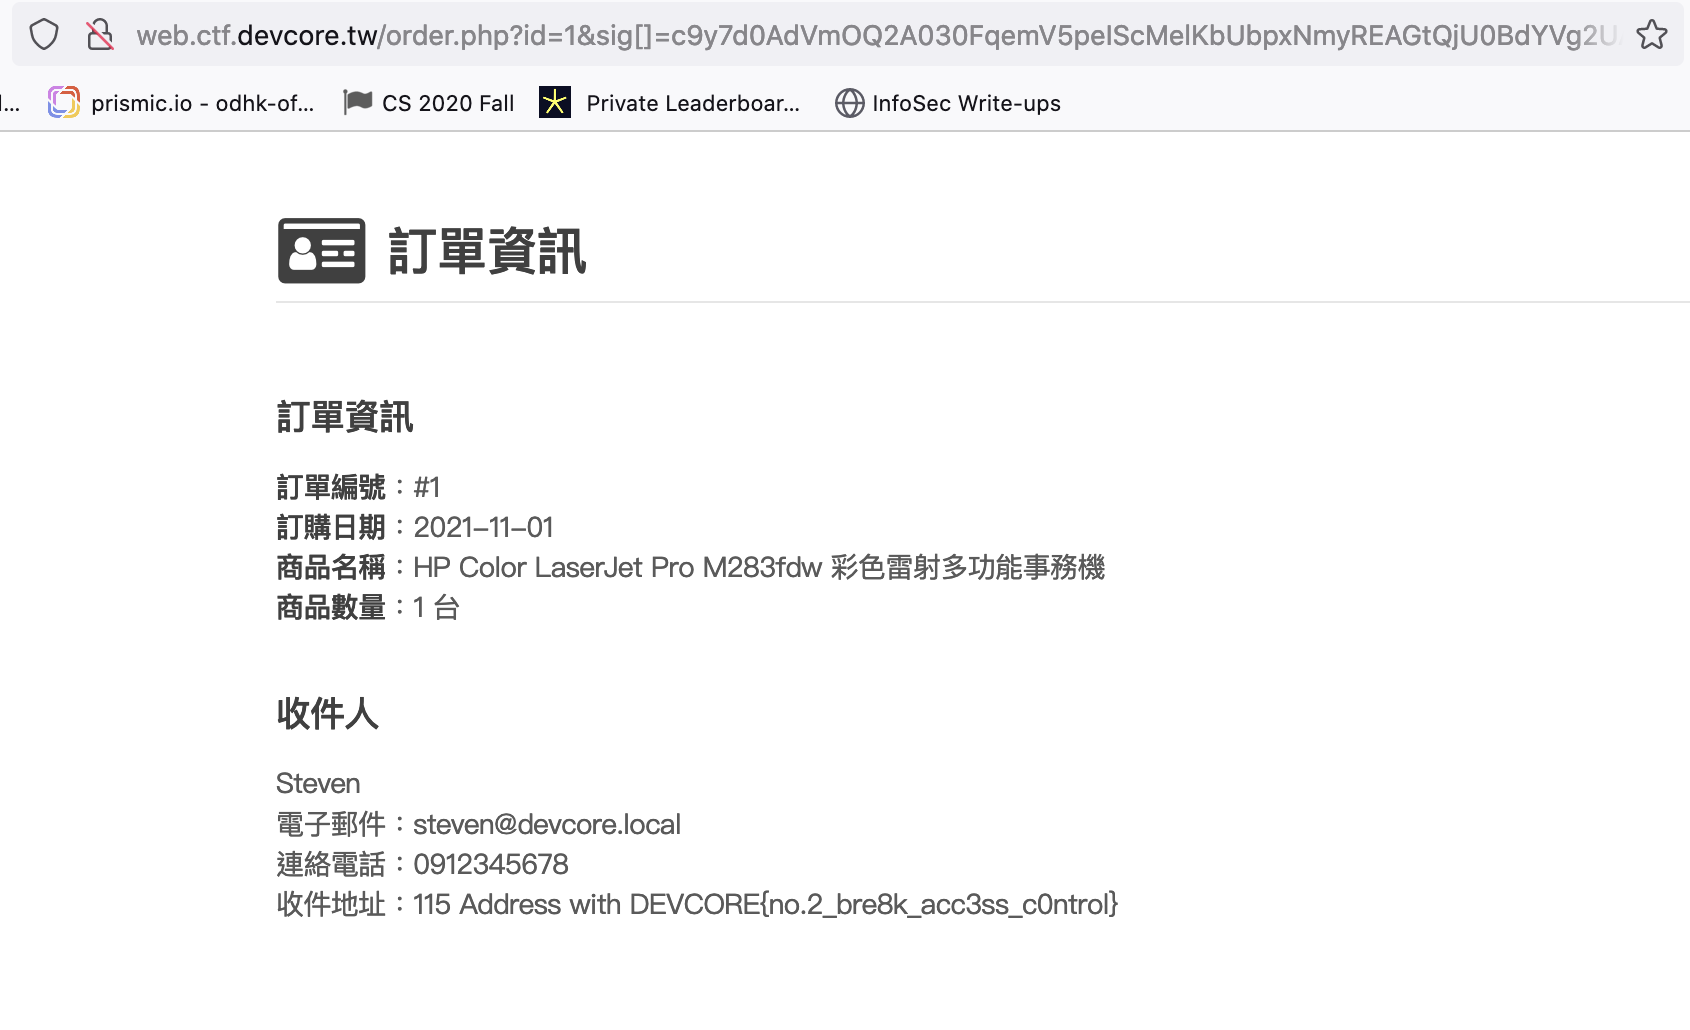 web.ctf.devcore.tw/order.php?id=1&sig[]=c9y7d0AdVmOQ2A030FqemV5peIScMelKbUbpxNmyREAGtQjU0BdYVg2U
prismic.io - odhk-of...
CS 2020 Fall
Private Leaderboar...
InfoSec Write-ups
訂單資訊
訂單資訊
訂單編號：#1
訂購日期：2021-11-01
商品名稱：HP Color LaserJet Pro M283fdw 彩色雷射多功能事務機
商品數量：1 台
收件人
Steven
電子郵件：steven@devcore.local
連絡電話：0912345678
收件地址：115 Address with DEVCORE{no.2_bre8k_acc3ss_c0ntrol}